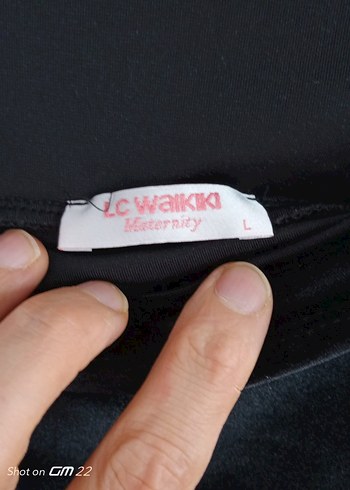 LC WAIKIKI
Maternity
L
Shot on GM 22